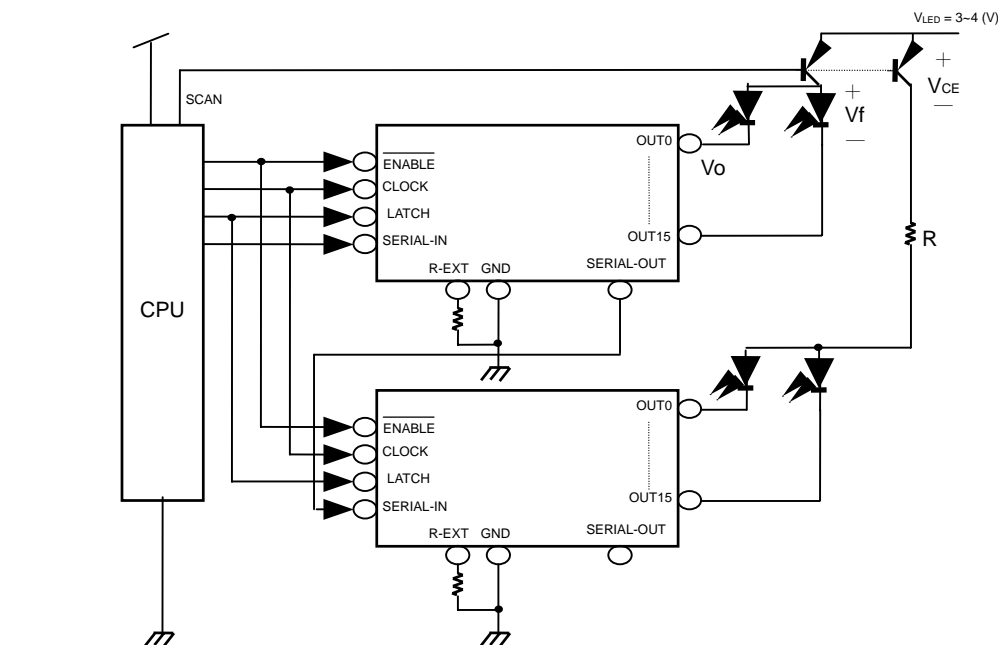 VLED = 3~4 (V)
SCAN
+
VCE
—
+
Vf
—
OUT0
Vo
ENABLE
CLOCK
LATCH
SERIAL-IN
OUT15
R-EXT GND
SERIAL-OUT
R
CPU
OUT0
ENABLE
CLOCK
LATCH
SERIAL-IN
OUT15
R-EXT GND
SERIAL-OUT